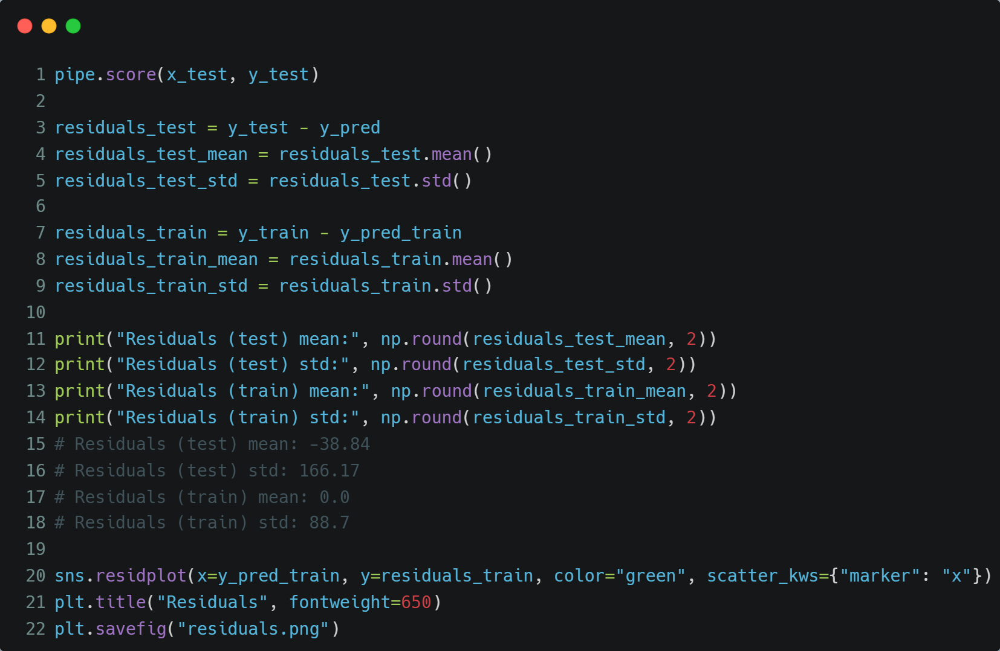 1 pipe.score(x_test, y_test)
2
3 residuals_test = y_test - y_pred
4 residuals_test_mean = residuals_test.mean()
5 residuals_test_std = residuals_test.std()
6
7 residuals_train = y_train - y_pred_train
8 residuals_train_mean = residuals_train.mean()
9 residuals_train_std = residuals_train.std()
10
11 print("Residuals (test) mean:", np.round(residuals_test_mean, 2))
12 print("Residuals (test) std:", np.round(residuals_test_std, 2))
13 print("Residuals (train) mean:", np.round(residuals_train_mean, 2))
14 print("Residuals (train) std:", np.round(residuals_train_std, 2))
15 # Residuals (test) mean: -38.84
16 # Residuals (test) std: 166.17
17 # Residuals (train) mean: 0.0
18 # Residuals (train) std: 88.7
19
20 sns.residplot(x=y_pred_train, y=residuals_train, color="green", scatter_kws={"marker": "x"})
21 plt.title("Residuals", fontweight=650)
22 plt.savefig("residuals.png")